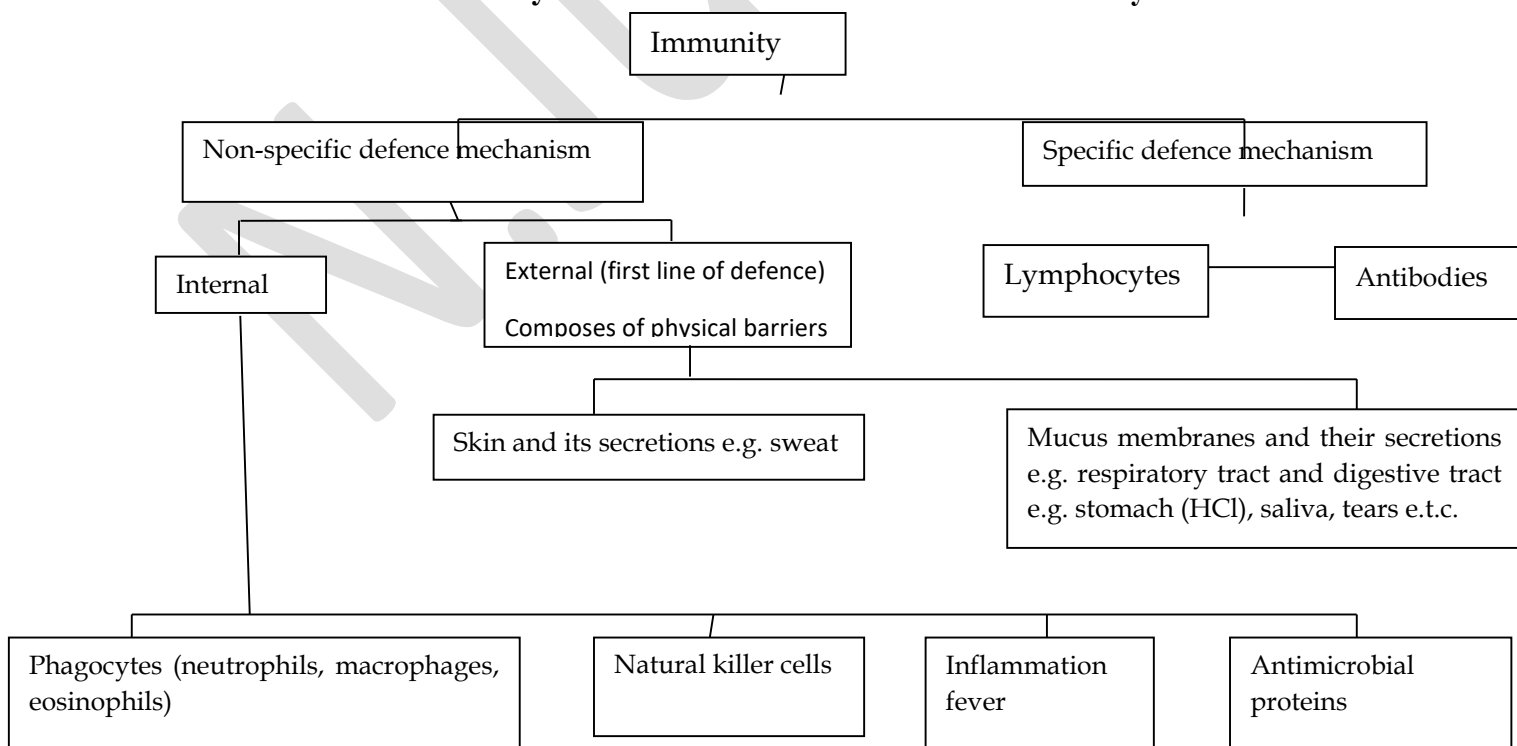 Immunity
Non-specific defence mechanism
Specific defence mechanism
Internal
External (first line of defence)
Composes of physical barriers
Lymphocytes
Antibodies
Skin and its secretions e.g. sweat
Mucus membranes and their secretions
e.g. respiratory tract and digestive tract
e.g. stomach (HCl), saliva, tears e.t.c.
Phagocytes (neutrophils, macrophages,
eosinophils)
Natural killer cells
Inflammation
fever
Antimicrobial
proteins